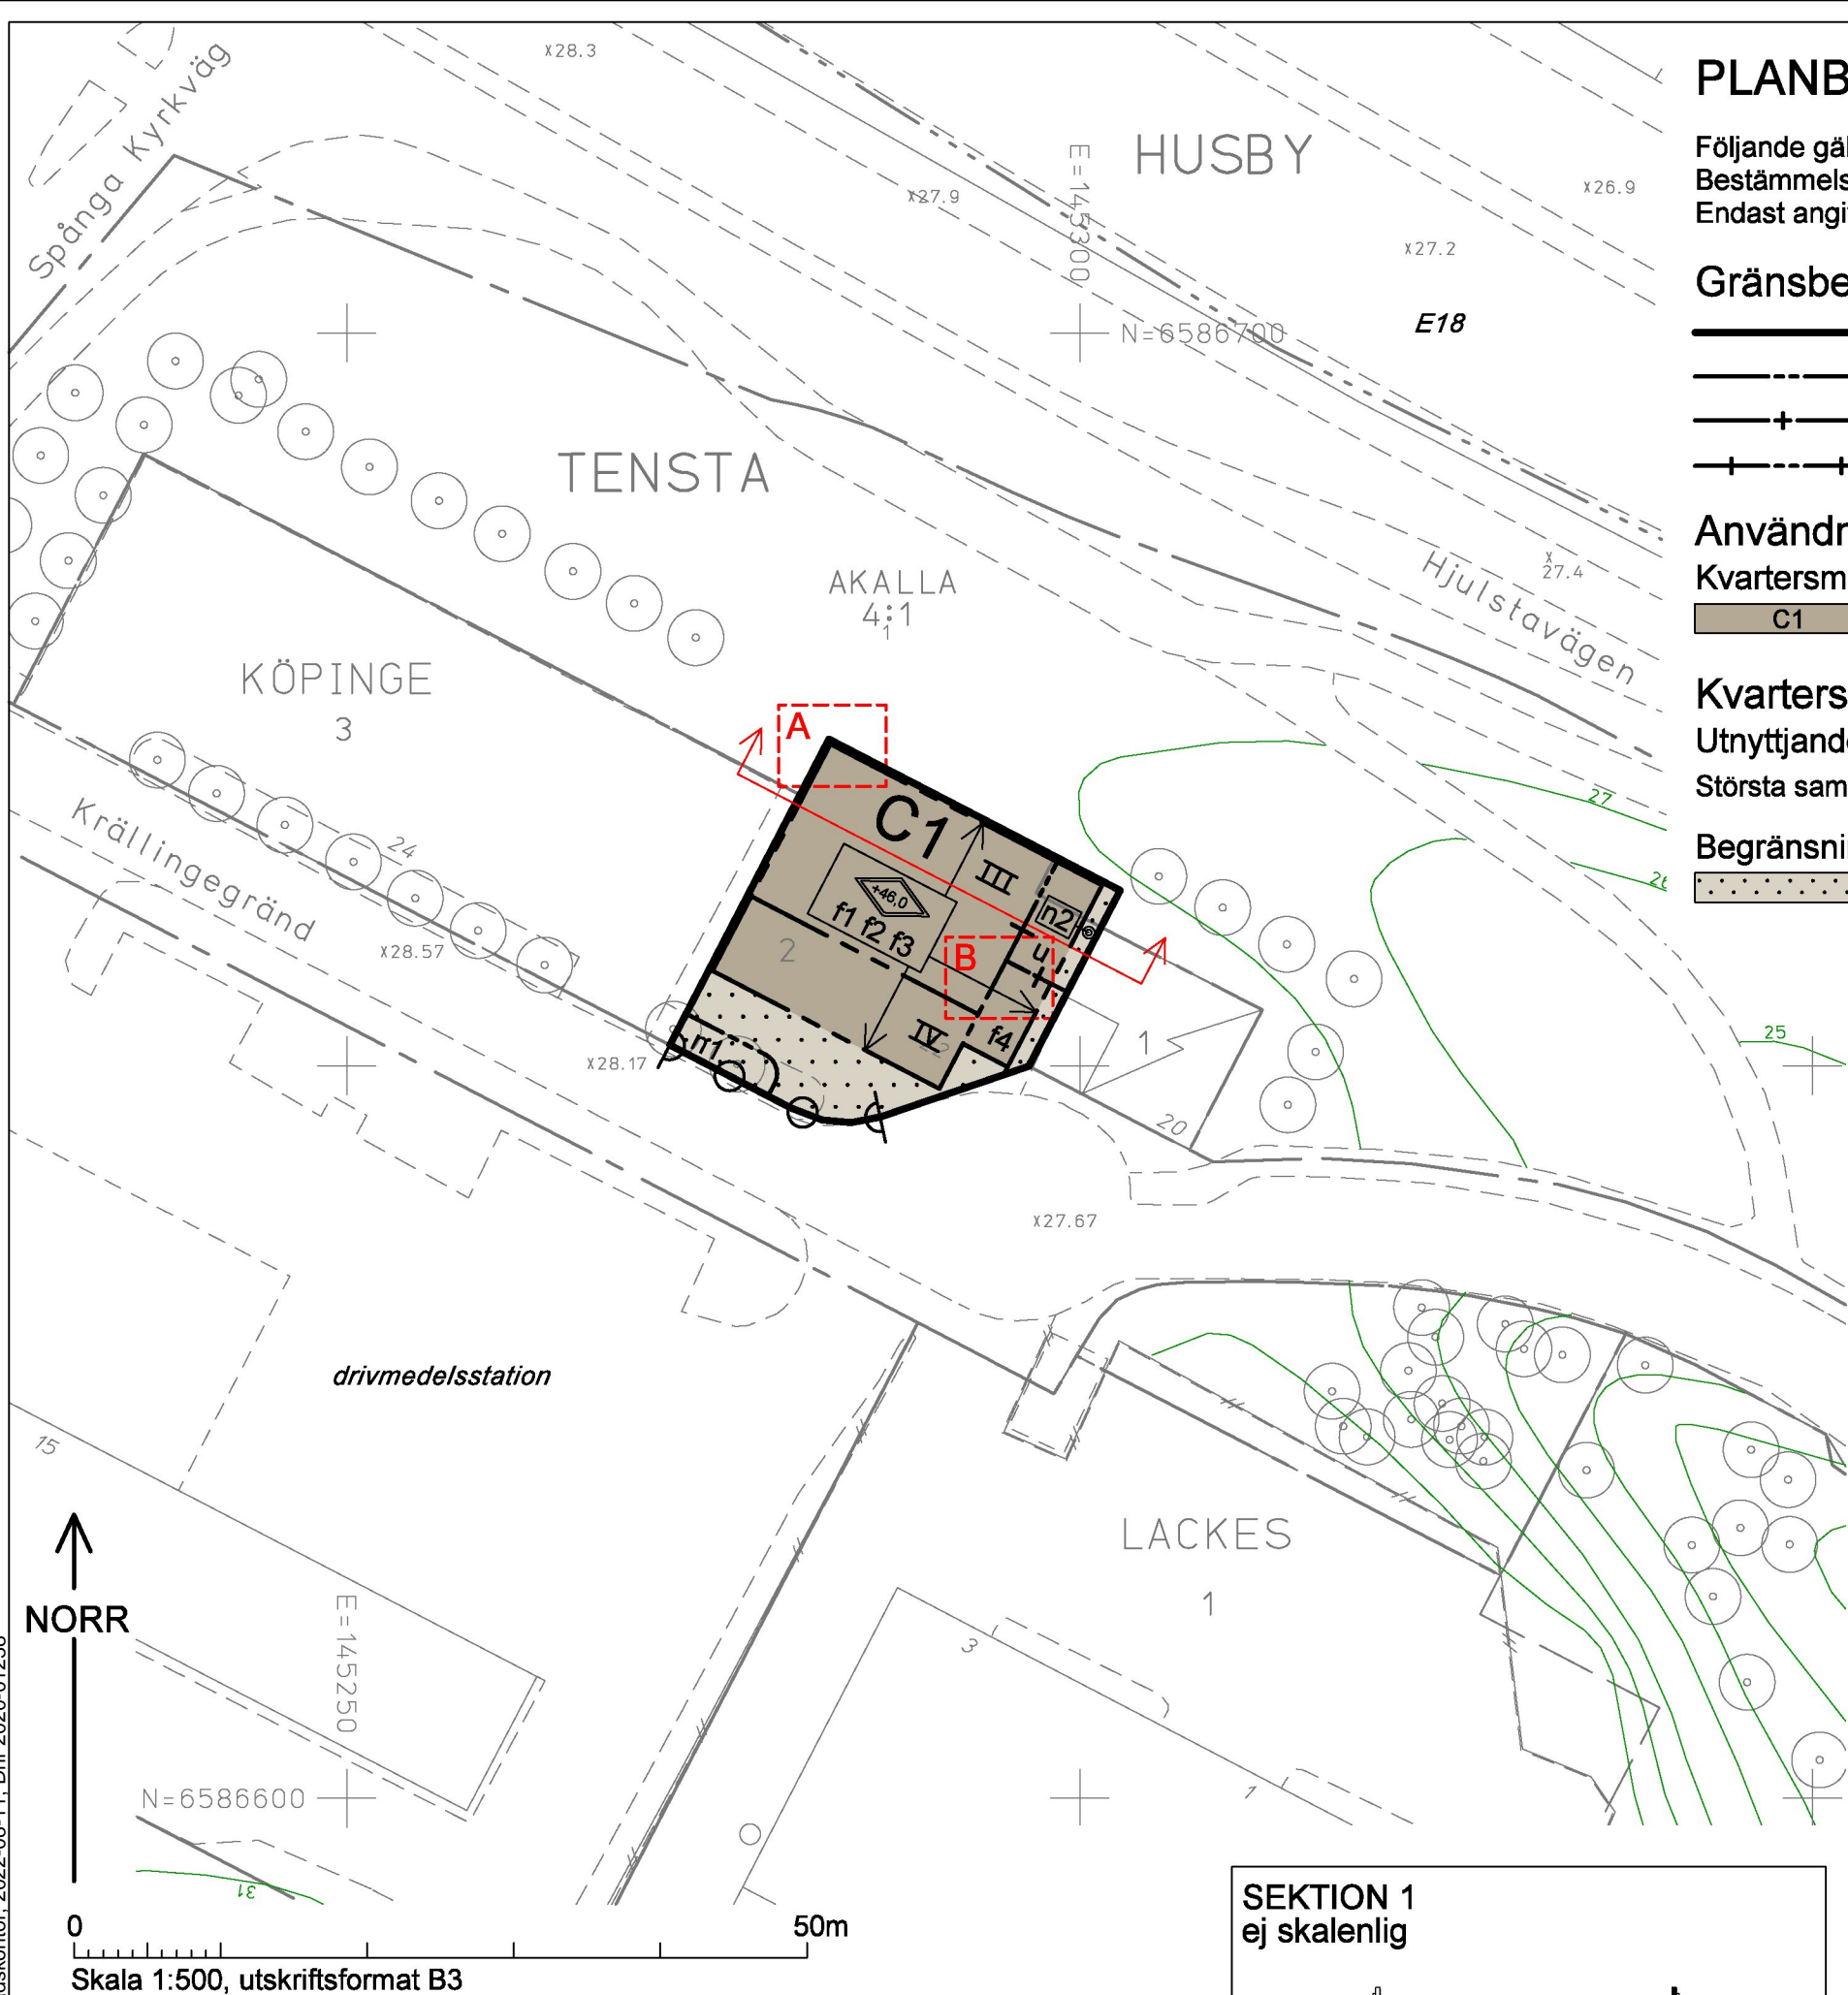 Spånga Kyrkväg
x28.3
HUSBY
E=145300
x27.9
x26.9
x27.2
E18
N=6586700
TENSTA
AKALLA
4:1
1
Hjulstavägen
x
27.4
KÖPINGE
3
A
C1
III
+46,0
f1 f2 f3
n2
u
B
2
IV
f4
n1
Krällingegränd
24
x28.57
x28.17
1
20
27
25
x27.67
drivmedelsstation
15
LACKES
1
3
1
NORR
E=145250
N=6586600
31
0
50m
Skala 1:500, utskriftsformat B3
PLANB
Följande gäl
Bestämmels
Endast angi
Gränsbe
Användn
Kvartersm
C1
Kvarters
Utnyttjande
Största sam
Begränsni
SEKTION 1
ej skalenlig